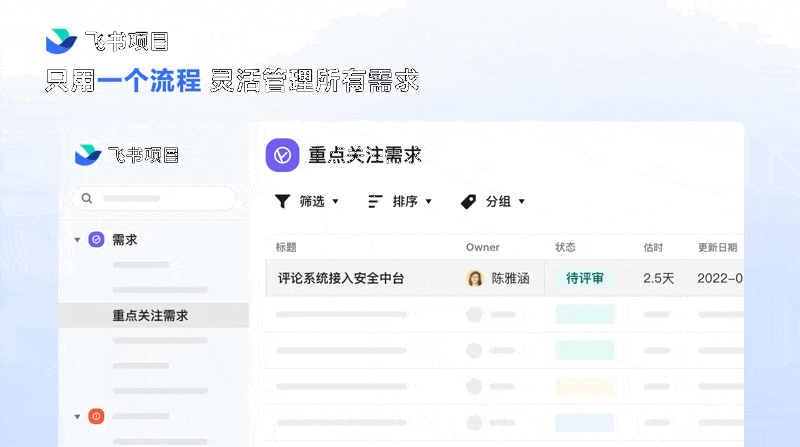 飞书项目
只用一个流程 灵活管理所有需求
飞书项目
重点关注需求
筛选 排序 分组
需求
标题 Owner 状态 估时 更新日期
评论系统接入安全中台 陈雅涵 待评审 2.5天 2022-0
重点关注需求